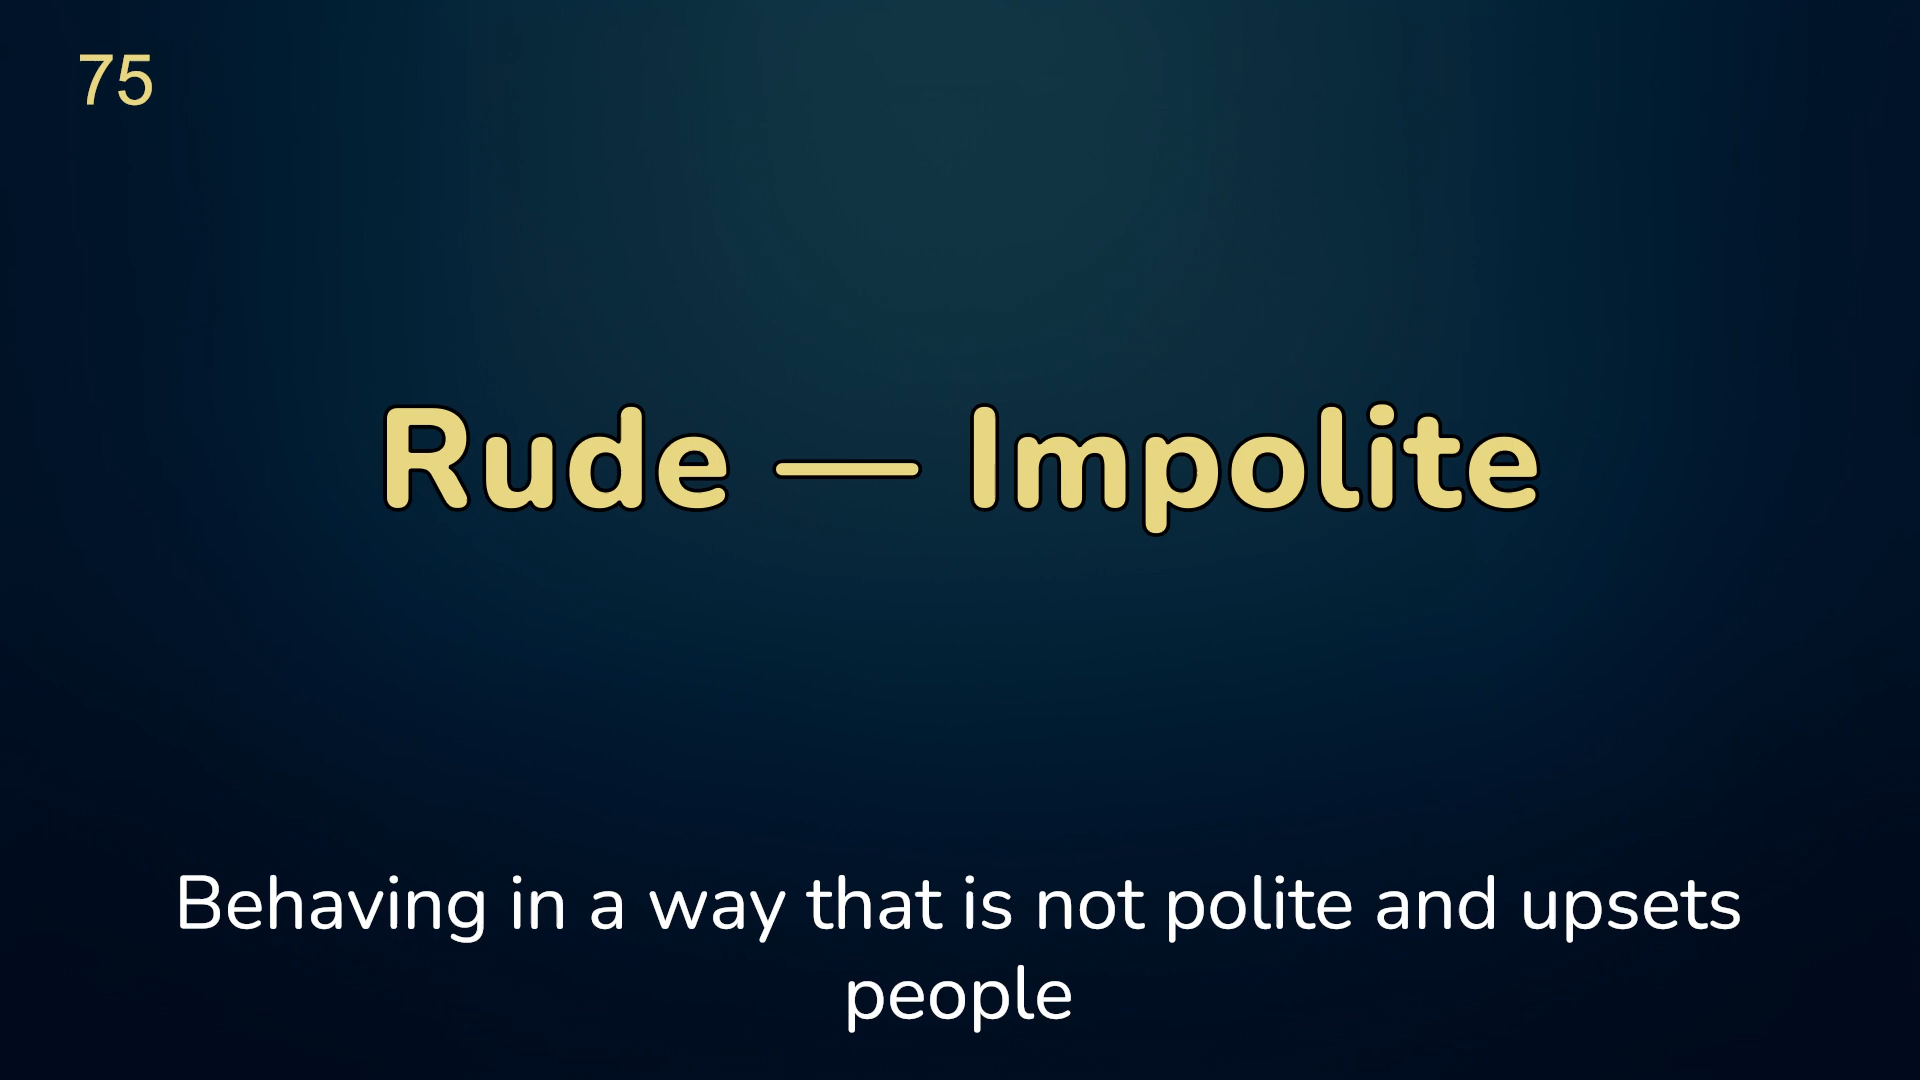 75
Rude — Impolite
Behaving in a way that is not polite and upsets
people